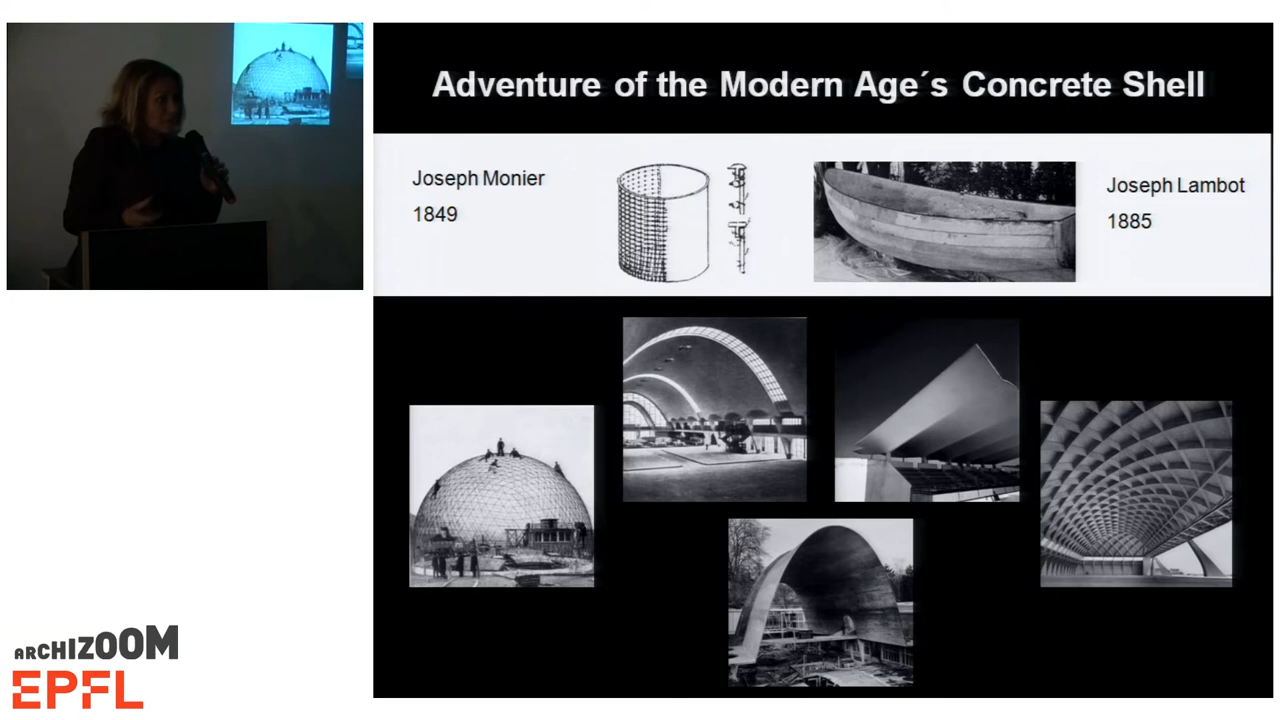 Adventure of the Modern Age´s Concrete Shell
Joseph Monier
1849
Joseph Lambot
1885
ARCHIZOOM
EPFL